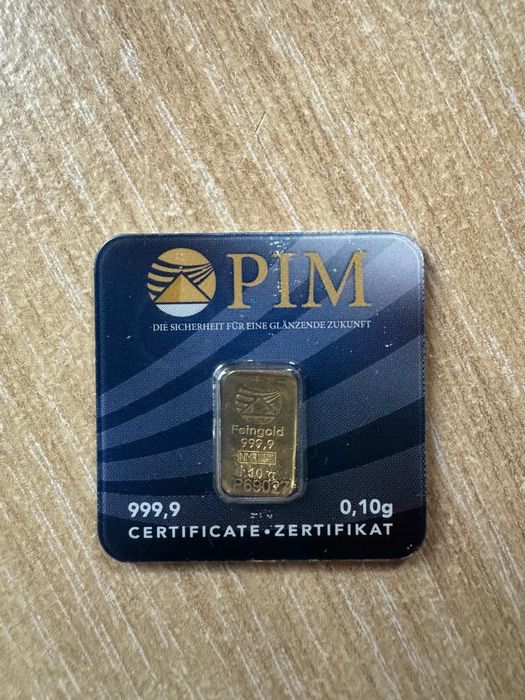 PIM
DIE SICHERHEIT FÜR EINE GLÄNZENDE ZUKUNFT
Feingold
999,9
999,9
0,10g
CERTIFICATE • ZERTIFIKAT